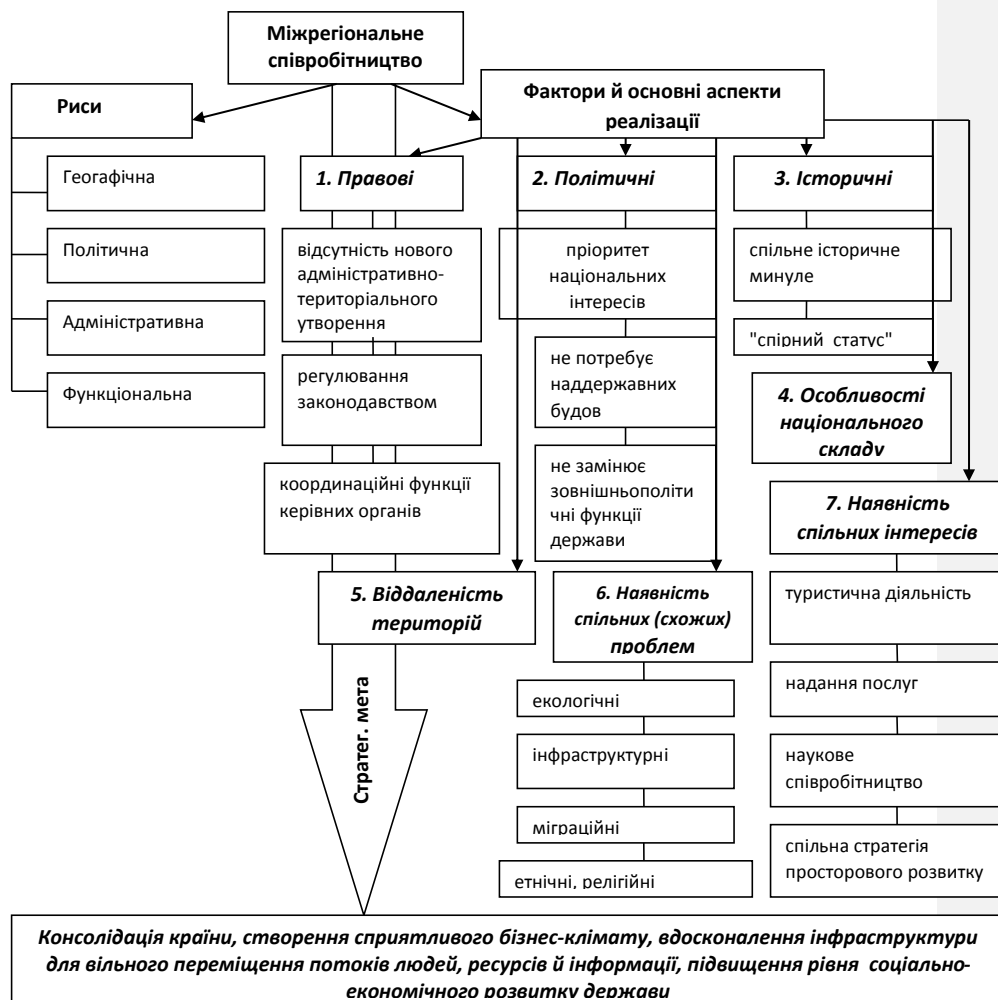 Міжрегіональне
співробітництво
Риси
Фактори й основні аспекти
реалізації
Геогафічна
Політична
Адміністративна
Функціональна
1. Правові
відсутність нового
адміністративно-
територіального
утворення
регулювання
законодавством
координаційні функції
керівних органів
2. Політичні
пріоритет
національних
інтересів
не потребує
наддержавних
будов
не замінює
зовнішньополіти
чні функції
держави
3. Історичні
спільне історичне
минуле
"спірний статус"
4. Особливості
національного
складу
5. Віддаленість
територій
6. Наявність
спільних (схожих)
проблем
екологічні
інфраструктурні
міграційні
етнічні, релігійні
7. Наявність
спільних інтересів
туристична діяльність
надання послуг
наукове
співробітництво
спільна стратегія
просторового розвитку
Стратег. мета
Консолідація країни, створення сприятливого бізнес-клімату, вдосконалення інфраструктури
для вільного переміщення потоків людей, ресурсів й інформації, підвищення рівня соціально-
економічного розвитку держави